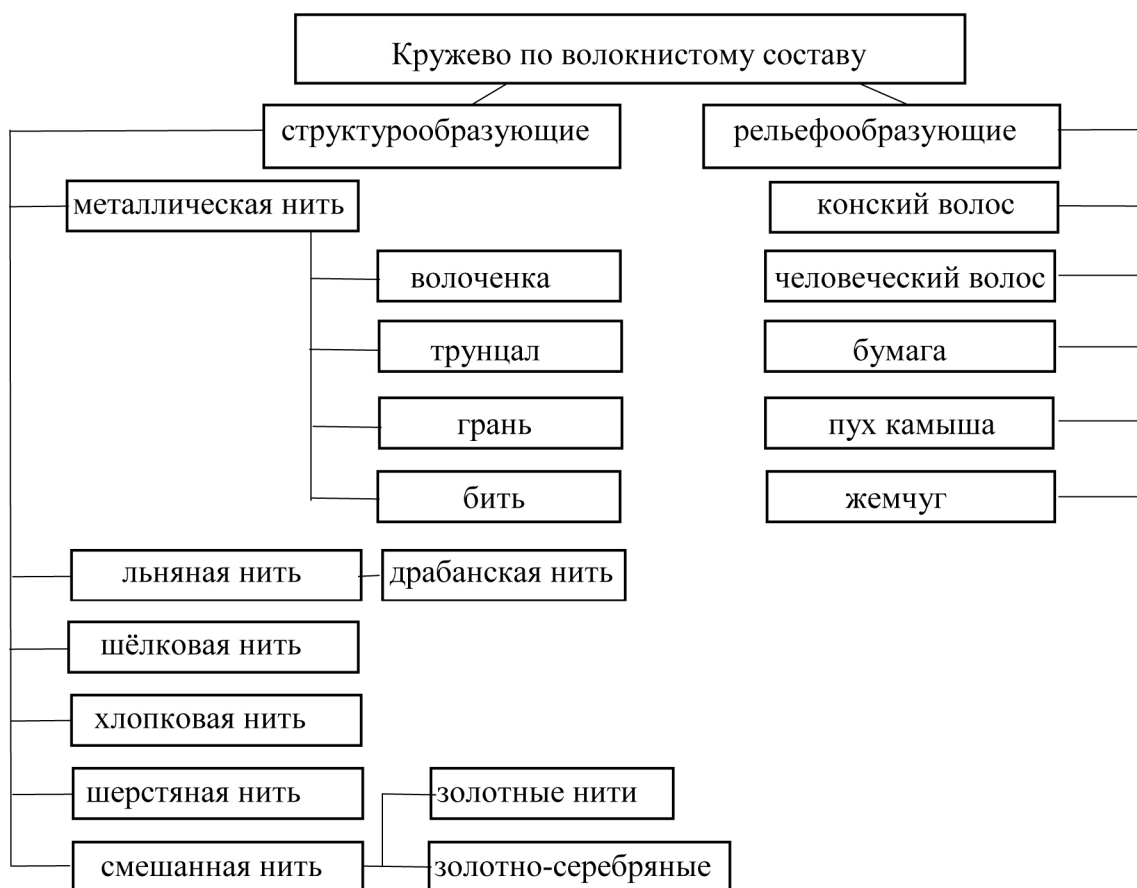 Кружево по волокнистому составу
структурообразующие
рельефообразующие
металлическая нить
конский волос
волоченка
человеческий волос
трунцал
бумага
грань
пух камыша
бить
жемчуг
льняная нить
драбанская нить
шёлковая нить
хлопковая нить
шерстяная нить
золотные нити
смешанная нить
золотно-серебряные